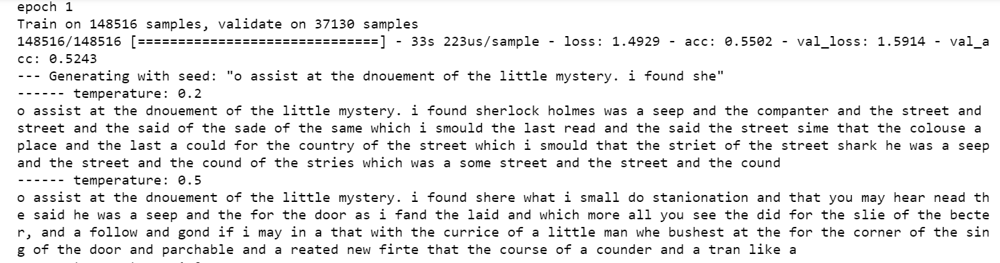 epoch 1
Train on 148516 samples, validate on 37130 samples
148516/148516 [==============================] - 33s 223us/sample - loss: 1.4929 - acc: 0.5502 - val_loss: 1.5914 - val_a
cc: 0.5243
--- Generating with seed: "o assist at the dnouement of the little mystery. i found she"
------ temperature: 0.2
o assist at the dnouement of the little mystery. i found sherlock holmes was a seep and the companter and the street and
street and the said of the sade of the same which i smould the last read and the said the street sime that the colouse a
place and the last a could for the country of the street which i smould that the striet of the street shark he was a seep
and the street and the cound of the stries which was a some street and the street and the cound
------ temperature: 0.5
o assist at the dnouement of the little mystery. i found shere what i small do stanionation and that you may hear nead th
e said he was a seep and the for the door as i fand the laid and which more all you see the did for the slie of the becte
r, and a follow and gond if i may in a that with the currice of a little man whe bushest at the for the corner of the sin
g of the door and parchable and a reated new firte that the course of a counder and a tran like a